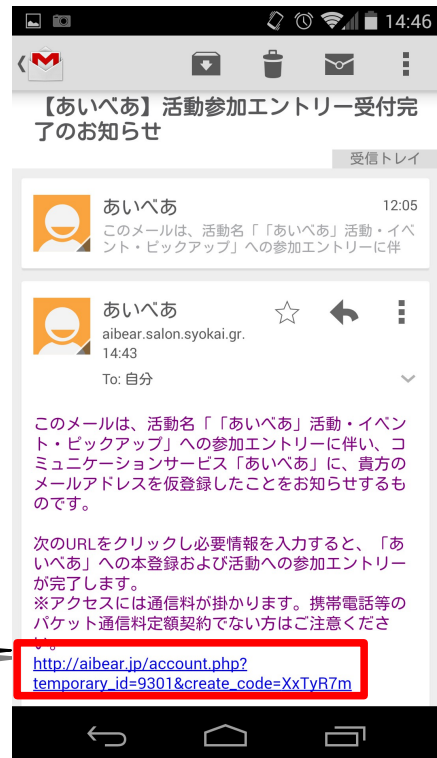 14:46
【あいべあ】活動参加エントリー受付完
了のお知らせ
受信トレイ
あいべあ
12:05
このメールは、活動名「「あいべあ」活動・イベ
ント・ピックアップ」への参加エントリーに伴
あいべあ
aibear.salon.syokai.gr.
14:43
To: 自分
このメールは、活動名「「あいべあ」活動・イベン
ト・ピックアップ」への参加エントリーに伴い、コ
ミュニケーションサービス「あいべあ」に、貴方の
メールアドレスを仮登録したことをお知らせするも
のです。
次のURLをクリックし必要情報を入力すると、「あ
いべあ」への本登録および活動への参加エントリー
が完了します。
※アクセスには通信料が掛かります。携帯電話等の
パケット通信料定額契約でない方はご注意くださ
い。
http://aibear.jp/account.php?
temporary_id=9301&create_code=XxTyR7m